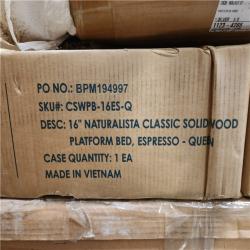 PO NO.: BPM194997
SKU#: CSWPB-16ES-Q
DESC: 16" NATURALISTA CLASSIC SOLIDWOOD
PLATFORM BED, ESPRESSO - QUEEN
CASE QUANTITY: 1 EA
MADE IN VIETNAM